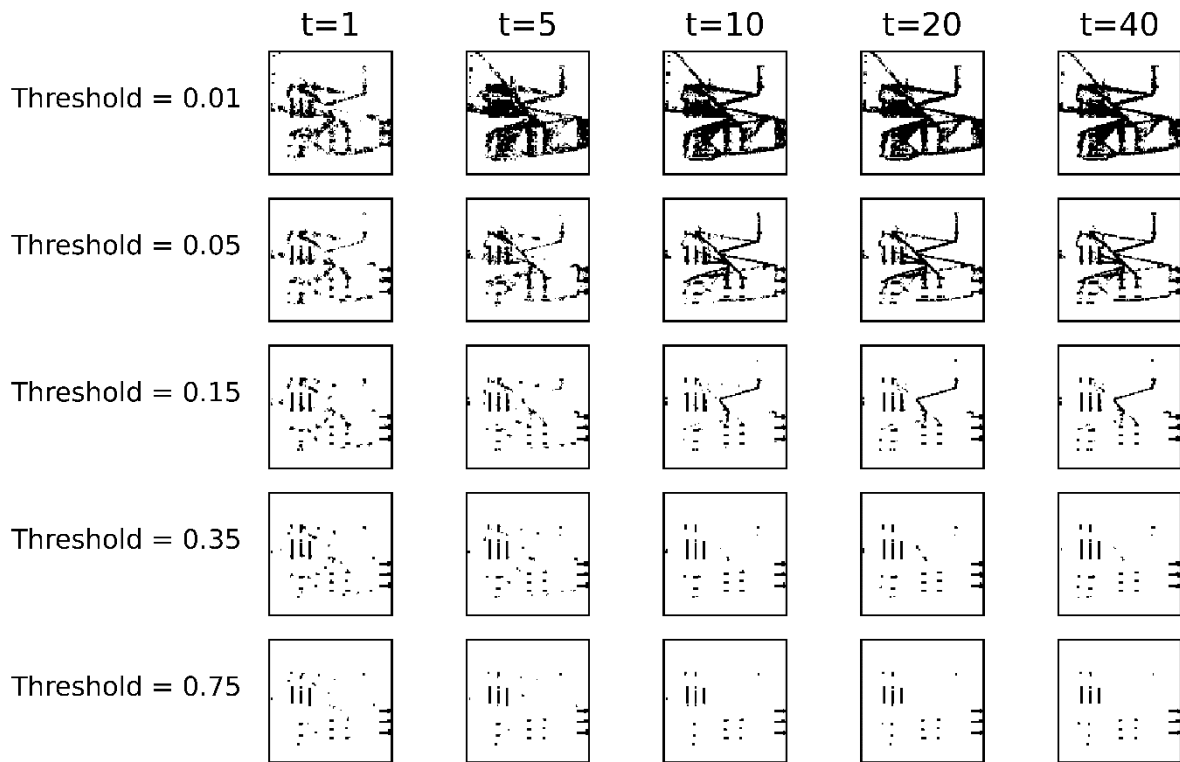 t=1 t=5 t=10 t=20 t=40
Threshold = 0.01
Threshold = 0.05
Threshold = 0.15
Threshold = 0.35
Threshold = 0.75